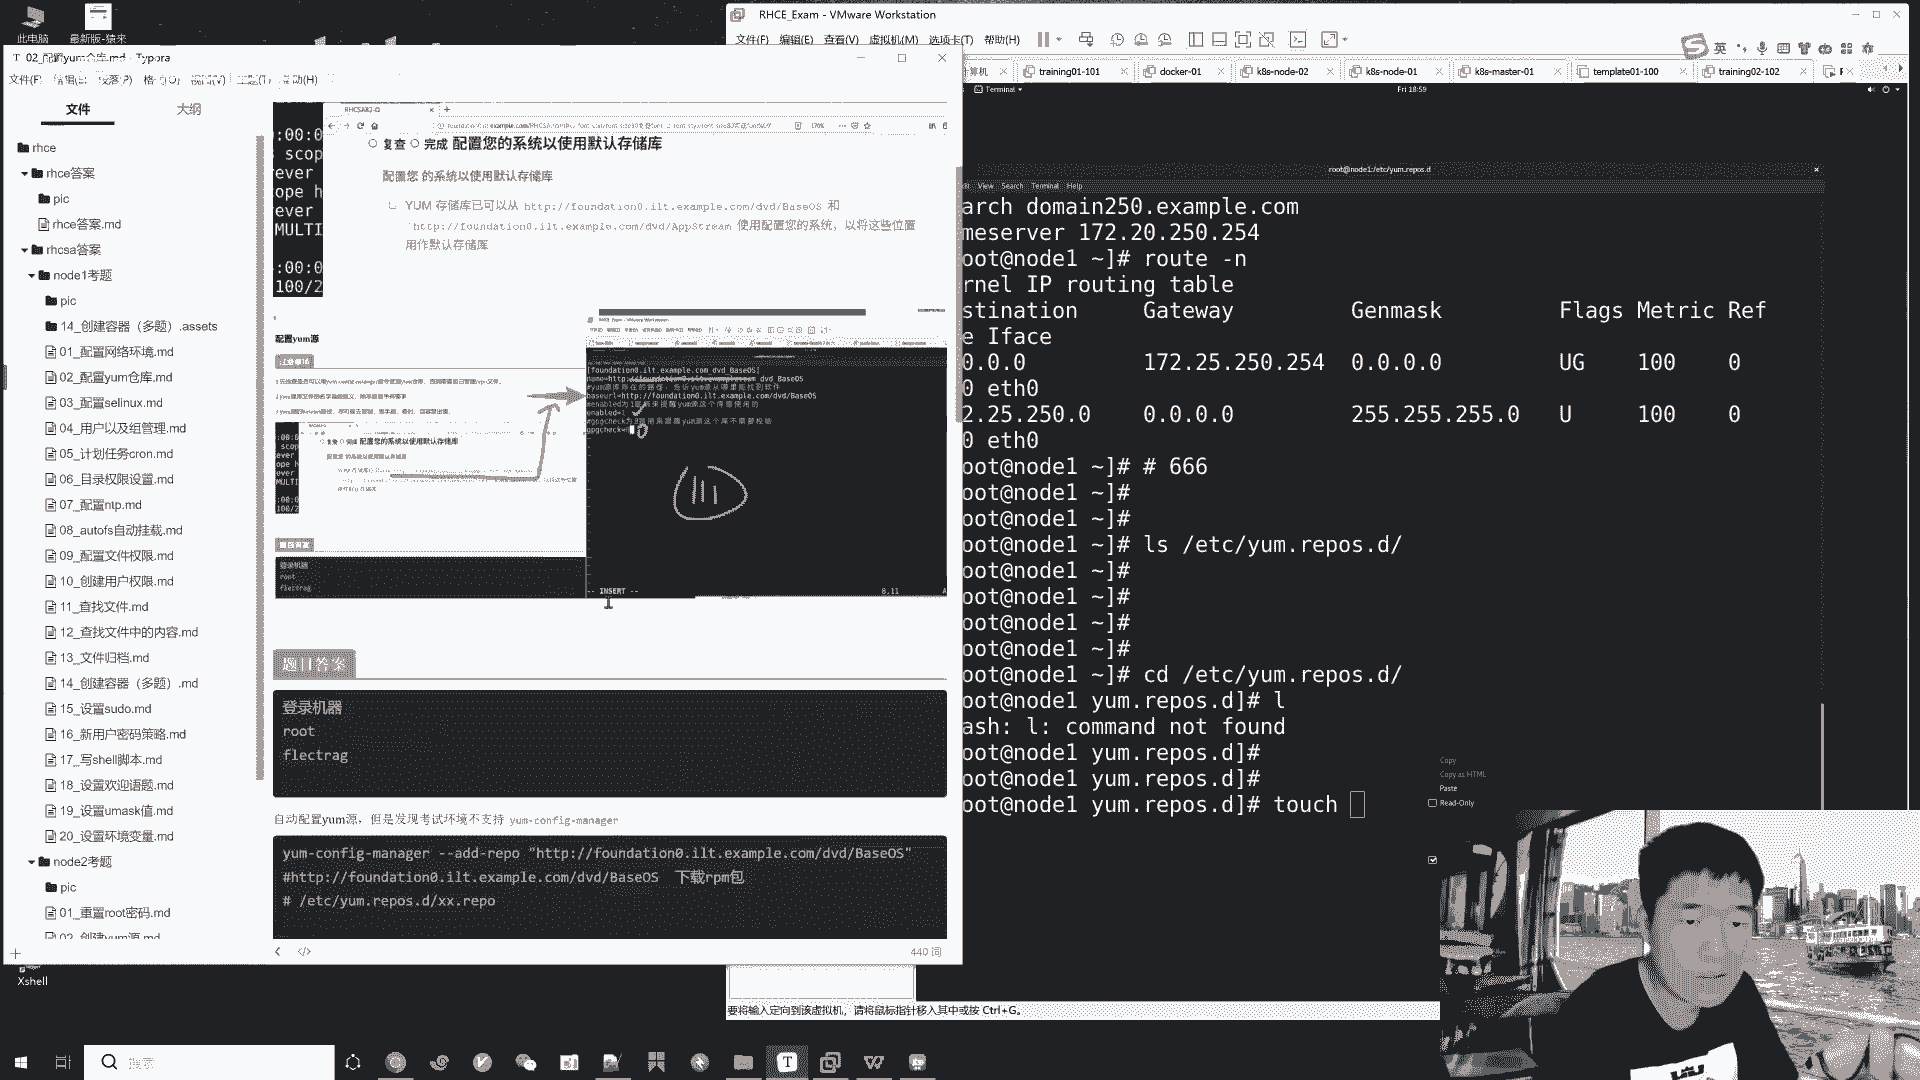 此电脑
最新版-猿来
RHCE_Exam - VMware Workstation
文件(F) 编辑(E) 查看(V) 虚拟机(M) 选项卡(T) 帮助(H)
英
training01-101
docker-01
k8s-node-02
k8s-node-01
k8s-master-01
template01-100
training02-102
Terminal
Fri 18:59
root@node1:/etc/yum.repos.d
View Search Terminal Help
arch domain250.example.com
meserver 172.20.250.254
oot@node1 ~]# route -n
rnel IP routing table
stination Gateway Genmask Flags Metric Ref
e Iface
0.0.0 172.25.250.254 0.0.0.0 UG 100 0
0 eth0
2.25.250.0 0.0.0.0 255.255.255.0 U 100 0
0 eth0
oot@node1 ~]# # 666
oot@node1 ~]#
oot@node1 ~]#
oot@node1 ~]# ls /etc/yum.repos.d/
oot@node1 ~]#
oot@node1 ~]#
oot@node1 ~]#
oot@node1 ~]#
oot@node1 ~]# cd /etc/yum.repos.d/
oot@node1 yum.repos.d]# l
ash: l: command not found
oot@node1 yum.repos.d]#
oot@node1 yum.repos.d]#
oot@node1 yum.repos.d]# touch
Copy
Copy as HTML
Paste
Read-Only
要将输入定向到该虚拟机，请将鼠标指针移入其中或按 Ctrl+G。
Typora
文件
大纲
rhce
rhce答案
pic
rhce答案.md
rhcsa答案
node1考题
pic
14_创建容器（多题）.assets
01_配置网络环境.md
02_配置yum仓库.md
03_配置selinux.md
04_用户以及组管理.md
05_计划任务cron.md
06_目录权限设置.md
07_配置ntp.md
08_autofs自动挂载.md
09_配置文件权限.md
10_创建用户权限.md
11_查找文件.md
12_查找文件中的内容.md
13_文件归档.md
14_创建容器（多题）.md
15_设置sudo.md
16_新用户密码策略.md
17_写shell脚本.md
18_设置欢迎语题.md
19_设置umask值.md
20_设置环境变量.md
node2考题
pic
01_重置root密码.md
02_创建yum源.md
复查 完成 配置您的系统以使用默认存储库
配置您 的系统以使用默认存储库
YUM 存储库已可以从 http://foundation0.ilt.example.com/dvd/BaseOS 和
`http://foundation0.ilt.example.com/dvd/AppStream 使用配置您的系统，以将这些位置
用作默认存储库
配置yum源
[foundation0.ilt.example.com_dvd_BaseOS]
baseurl=http://foundation0.ilt.example.com/dvd/BaseOS
enabled=1
-- INSERT --
8,11
题目答案
登录机器
root
flectrag
自动配置yum源，但是发现考试环境不支持 yum-config-manager
yum-config-manager --add-repo "http://foundation0.ilt.example.com/dvd/BaseOS"
#http://foundation0.ilt.example.com/dvd/BaseOS 下载rpm包
# /etc/yum.repos.d/xx.repo
440 词
Xshell
搜索